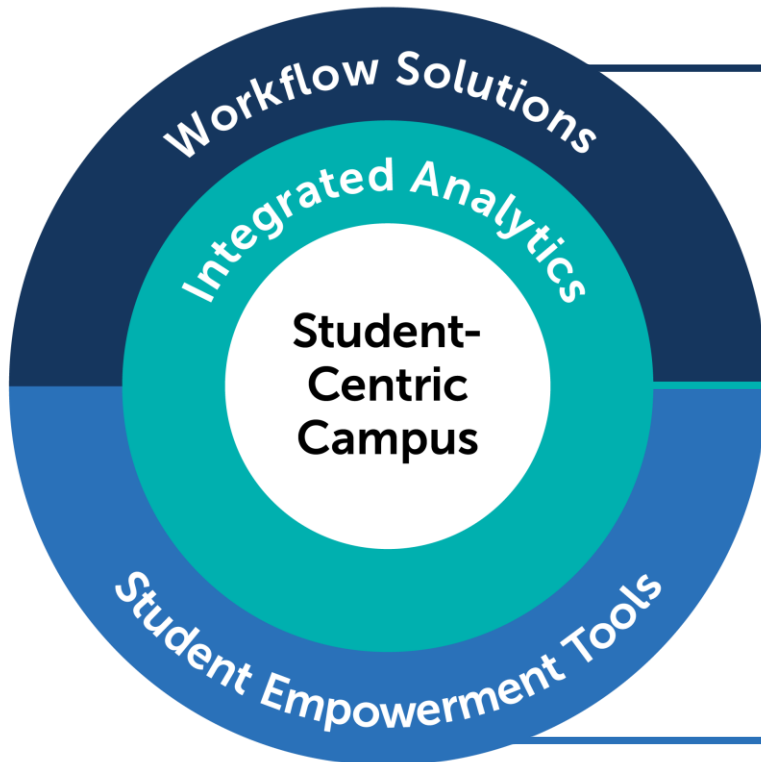 Workflow Solutions
Integrated Analytics
Student-
Centric
Campus
Student Empowerment Tools